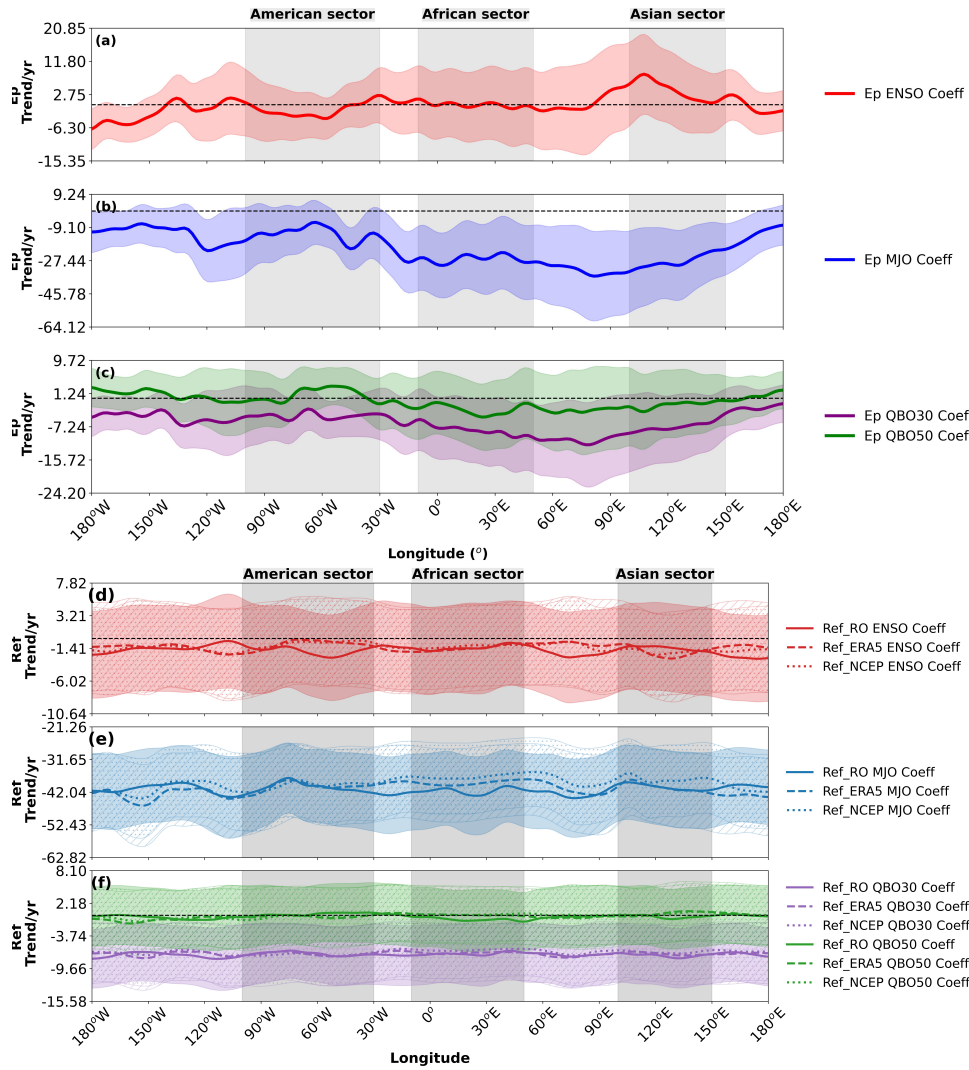 American sector African sector Asian sector
(a)
20.85
11.80
2.75
-6.30
-15.35
Ep
Trend/yr
Ep ENSO Coeff
(b)
9.24
-9.10
-27.44
-45.78
-64.12
Ep
Trend/yr
Ep MJO Coeff
(c)
9.72
1.24
-7.24
-15.72
-24.20
Ep
Trend/yr
Ep QBO30 Coef
Ep QBO50 Coef
180°W 150°W 120°W 90°W 60°W 30°W 0° 30°E 60°E 90°E 120°E 150°E 180°E
Longitude (°)
American sector African sector Asian sector
(d)
7.82
3.21
-1.41
-6.02
-10.64
Ref
Trend/yr
Ref_RO ENSO Coeff
Ref_ERA5 ENSO Coeff
Ref_NCEP ENSO Coeff
(e)
-21.26
-31.65
-42.04
-52.43
-62.82
Ref
Trend/yr
Ref_RO MJO Coeff
Ref_ERA5 MJO Coeff
Ref_NCEP MJO Coeff
(f)
8.10
2.18
-3.74
-9.66
-15.58
Ref
Trend/yr
Ref_RO QBO30 Coeff
Ref_ERA5 QBO30 Coeff
Ref_NCEP QBO30 Coeff
Ref_RO QBO50 Coeff
Ref_ERA5 QBO50 Coeff
Ref_NCEP QBO50 Coeff
180°W 150°W 120°W 90°W 60°W 30°W 0° 30°E 60°E 90°E 120°E 150°E 180°E
Longitude